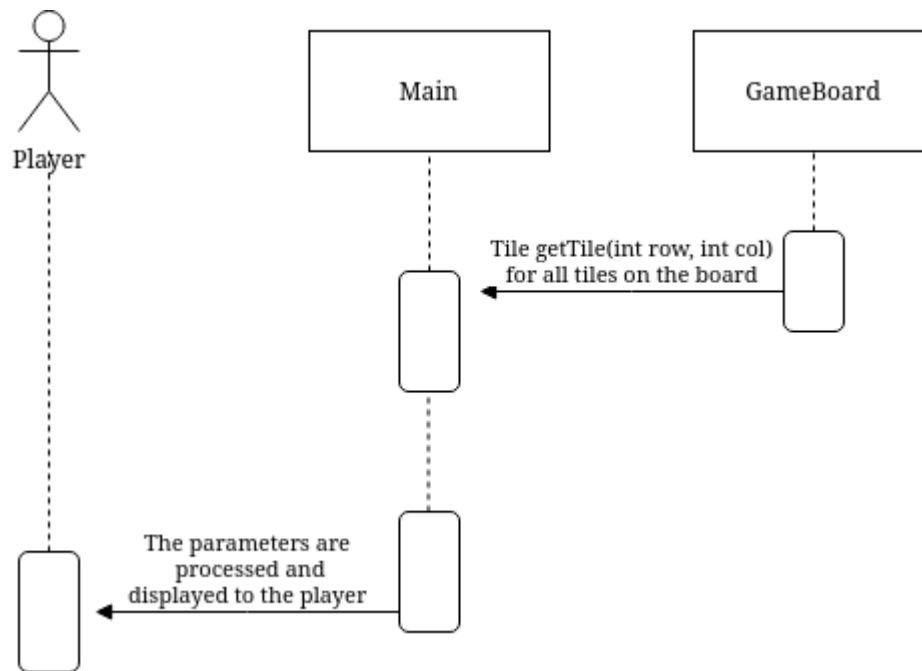 Player
Main
GameBoard
Tile getTile(int row, int col)
for all tiles on the board
The parameters are
processed and
displayed to the player